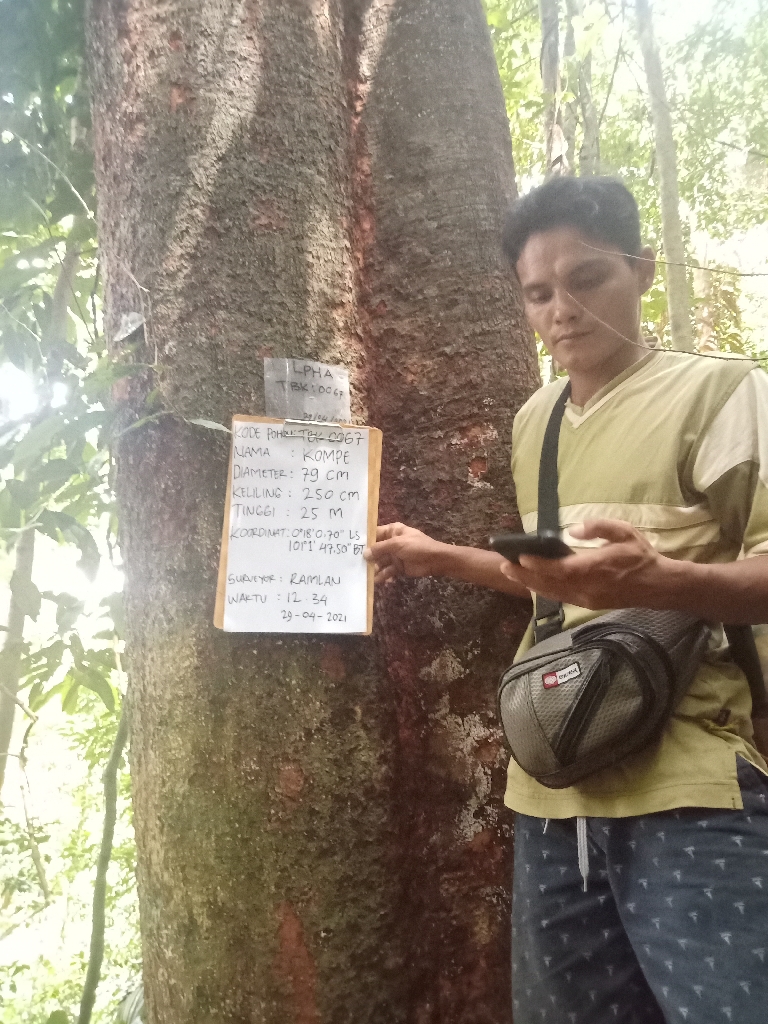 LPHA
TBK:0067
KODE POHON: TBK 0067
NAMA : KOMPE
DIAMETER : 79 cm
KELILING : 250 cm
TINGGI : 25 M
KOORDINAT: 0°18'0.70" LS
101°1'47.50" BT
SURVEYOR : RAMLAN
WAKTU : 12.34
29-04-2021